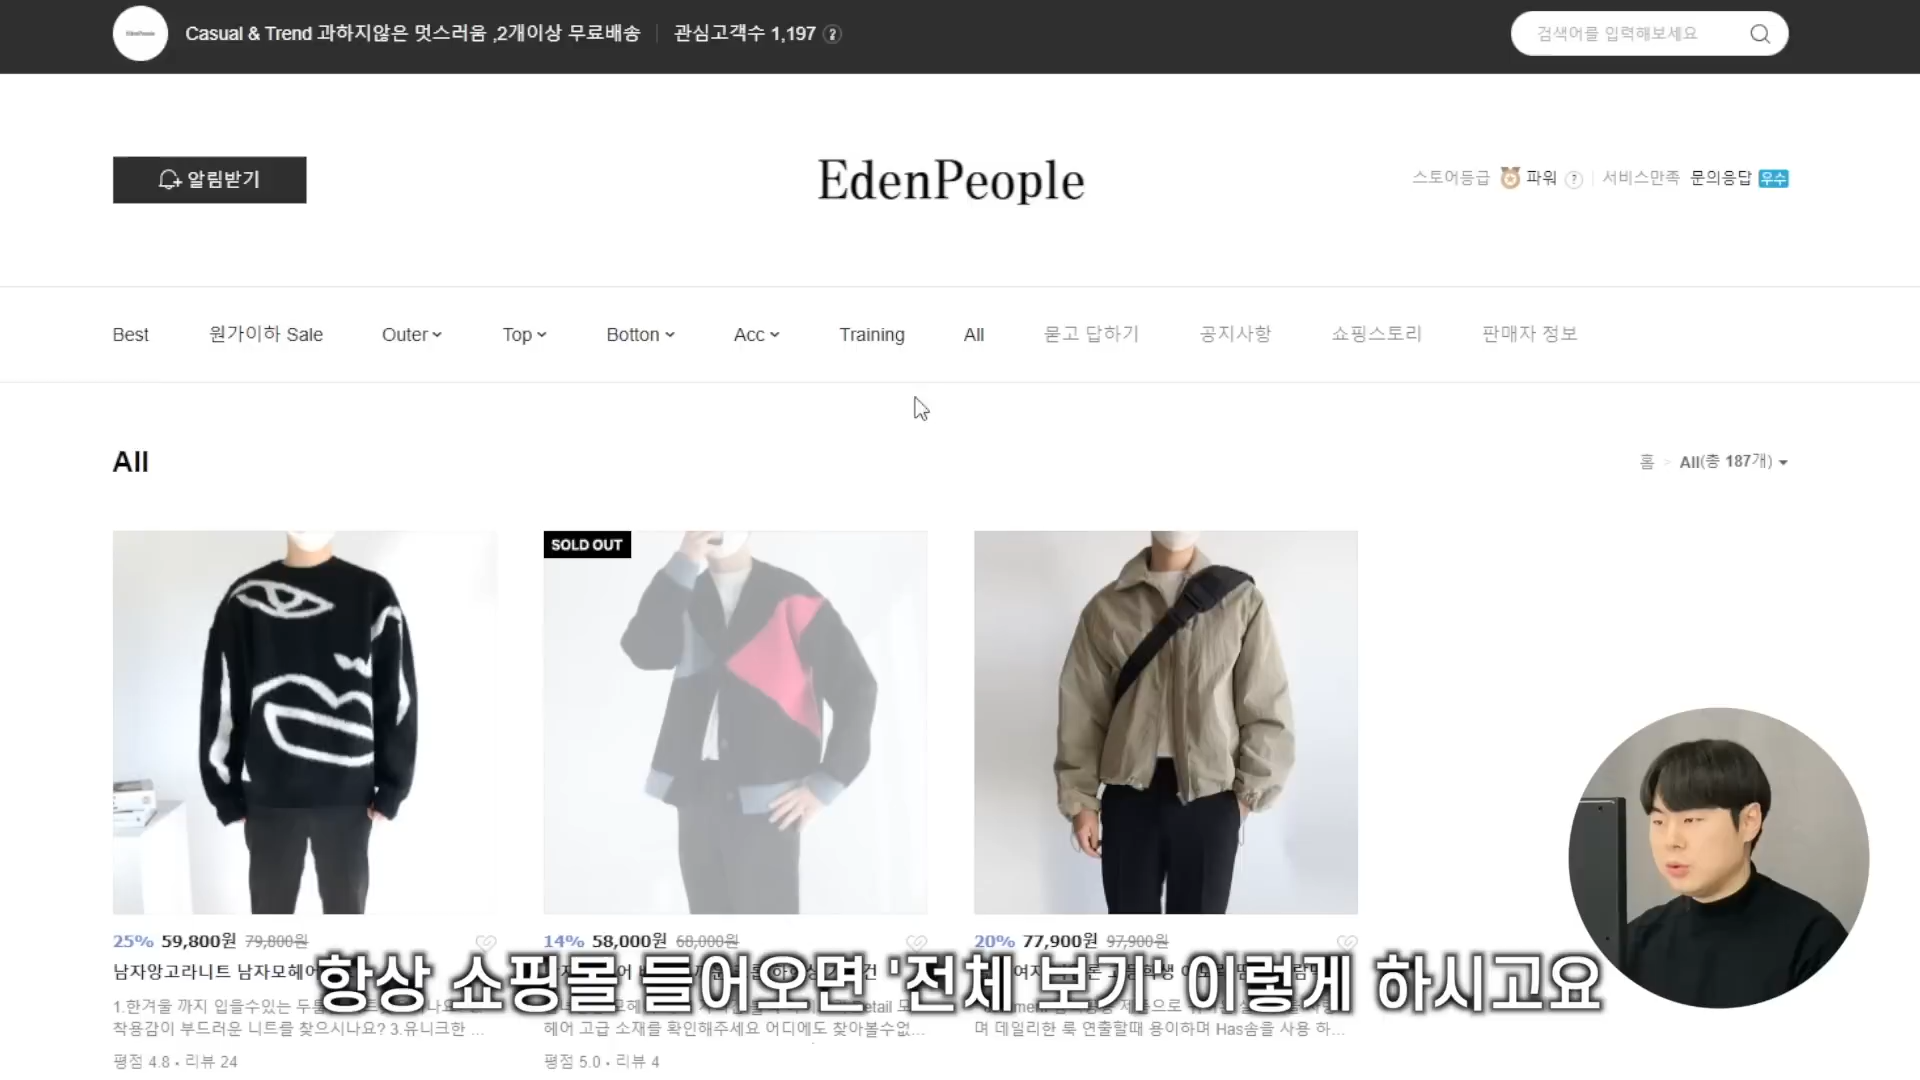 Casual & Trend 과하지않은 멋스러움 ,2개이상 무료배송 관심고객수 1,197 ?
검색어를 입력해보세요
알림받기
EdenPeople
스토어등급 파워 ? 서비스만족 문의응답 우수
Best 원가이하 Sale Outer Top Botton Acc Training All 묻고 답하기 공지사항 쇼핑스토리 판매자 정보
All
홈 > All(총 187개)
SOLD OUT
25% 59,800원 79,800원
남자앙고라니트 남자모헤어
1.한겨울 까지 입을수있는
착용감이 부드러운 니트를 찾으시나요? 3.유니크한 ...
평점 4.8 · 리뷰 24
14% 58,000원 68,000원
헤어 고급 소재를 확인해주세요 어디에도 찾아볼수없...
평점 5.0 · 리뷰 4
20% 77,900원 97,900원
며 데일리한 룩 연출할때 용이하며 Has솜을 사용 하...
항상 쇼핑몰 들어오면 '전체 보기' 이렇게 하시고요